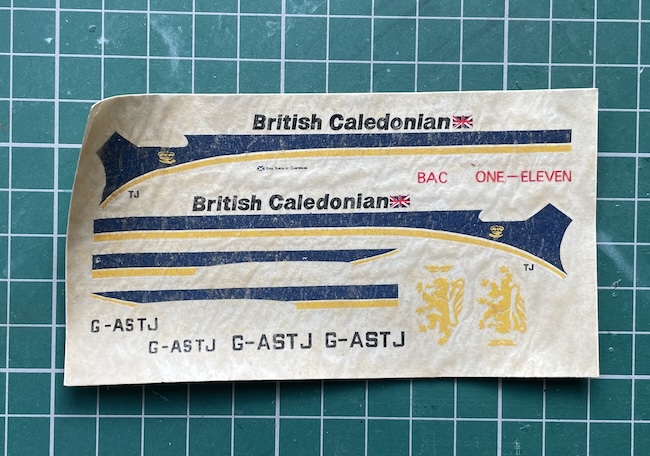 British Caledonian
BAC ONE-ELEVEN
TJ
British Caledonian
TJ
G-ASTJ
G-ASTJ G-ASTJ G-ASTJ